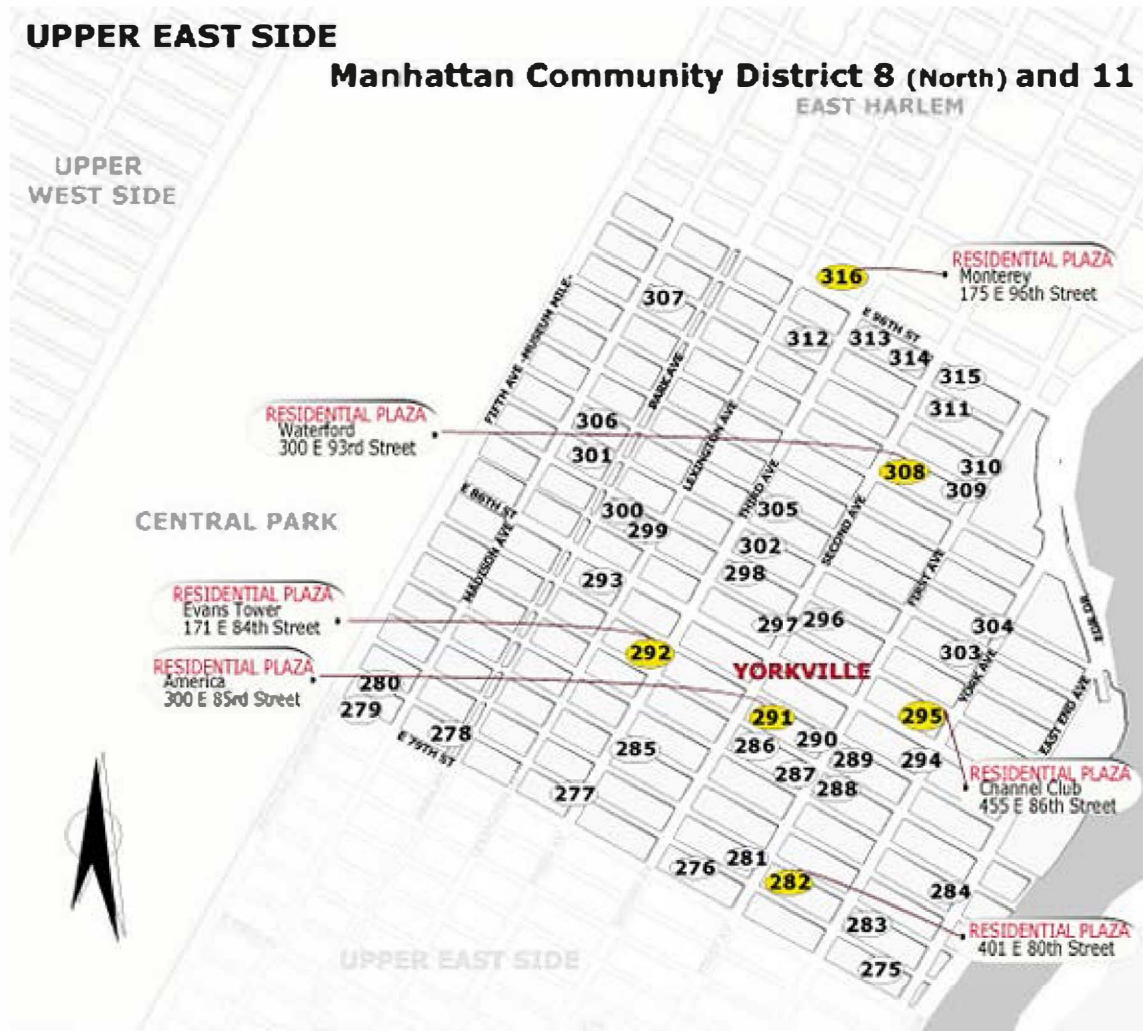 UPPER EAST SIDE
Manhattan Community District 8 (North) and 11
EAST HARLEM
UPPER
WEST SIDE
RESIDENTIAL PLAZA
Monterey
175 E 96th Street
316
307
312
E 96TH ST
313
314
315
FIFTH AVE -MUSEUM MILE-
PARK AVE
311
RESIDENTIAL PLAZA
Waterford
300 E 93rd Street
306
301
LEXINGTON AVE
308
310
309
E 86TH ST
300
299
THIRD AVE
305
SECOND AVE
CENTRAL PARK
MADISON AVE
293
302
298
FIRST AVE
RESIDENTIAL PLAZA
Evans Tower
171 E 84th Street
297
296
304
303
FDR DR
292
YORKVILLE
YORK AVE
RESIDENTIAL PLAZA
America
300 E 85rd Street
280
279
278
E 79TH ST
291
295
EAST END AVE
285
286
290
289
294
287
288
277
RESIDENTIAL PLAZA
Channel Club
455 E 86th Street
276
281
282
284
283
RESIDENTIAL PLAZA
401 E 80th Street
UPPER EAST SIDE
275